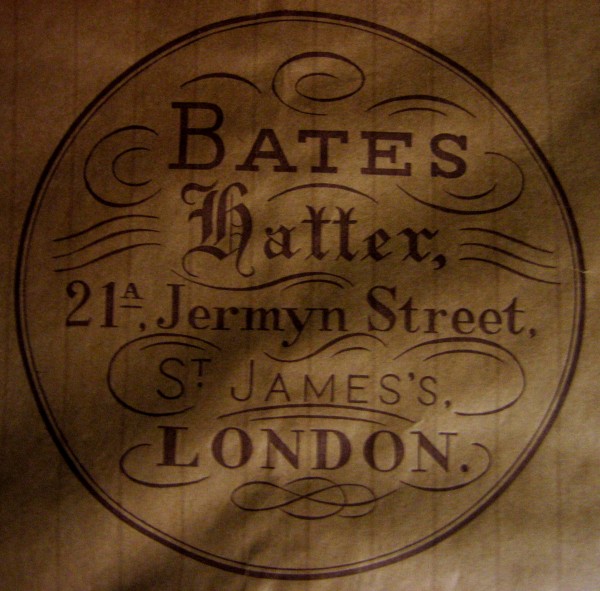 BATES
Hatter,
21A, Jermyn Street,
ST JAMES'S,
LONDON.